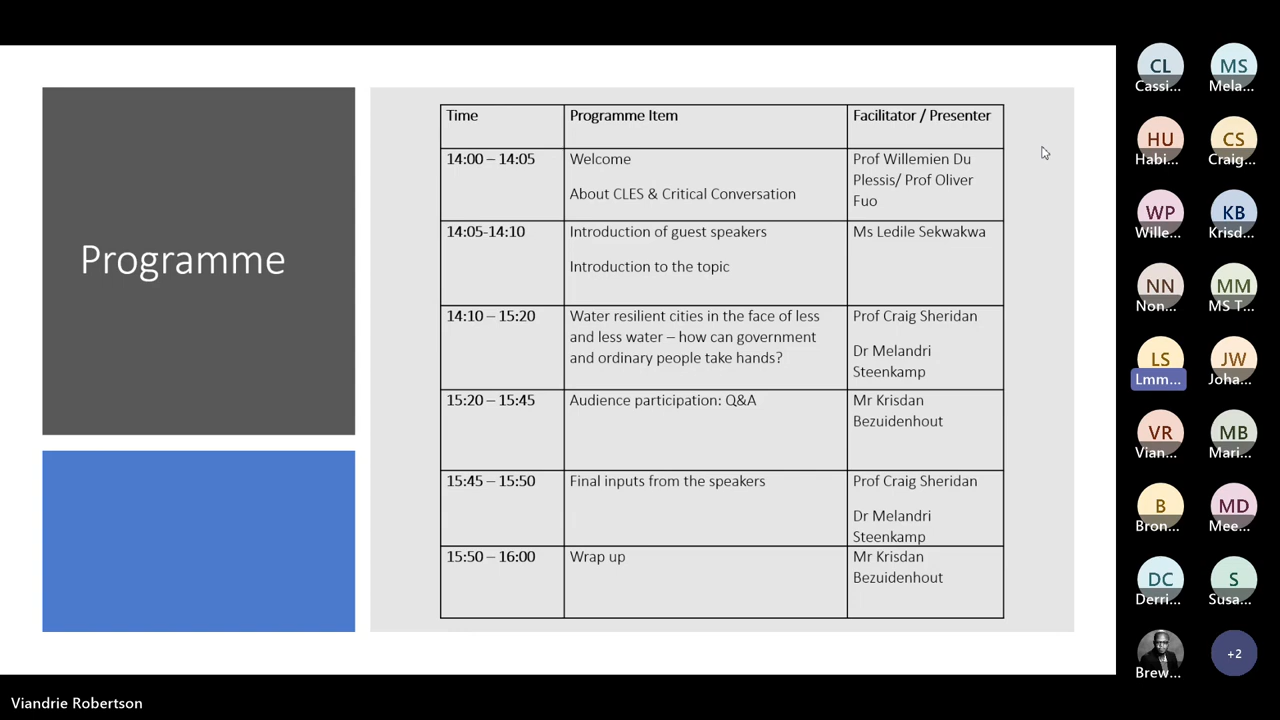 Programme
Time
Programme Item
Facilitator / Presenter
14:00 – 14:05
Welcome
About CLES & Critical Conversation
Prof Willemien Du
Plessis/ Prof Oliver
Fuo
14:05-14:10
Introduction of guest speakers
Introduction to the topic
Ms Ledile Sekwakwa
14:10 – 15:20
Water resilient cities in the face of less
and less water – how can government
and ordinary people take hands?
Prof Craig Sheridan
Dr Melandri
Steenkamp
15:20 – 15:45
Audience participation: Q&A
Mr Krisdan
Bezuidenhout
15:45 – 15:50
Final inputs from the speakers
Prof Craig Sheridan
Dr Melandri
Steenkamp
15:50 – 16:00
Wrap up
Mr Krisdan
Bezuidenhout
CL
Cassi...
MS
Mela...
HU
Habi...
CS
Craig...
WP
Wille...
KB
Krisd...
NN
Non...
MM
MS T...
LS
Lmm...
JW
Joha...
VR
Vian...
MB
Mari...
B
Bron...
MD
Mee...
DC
Derri...
S
Susa...
Brew...
+2
Viandrie Robertson